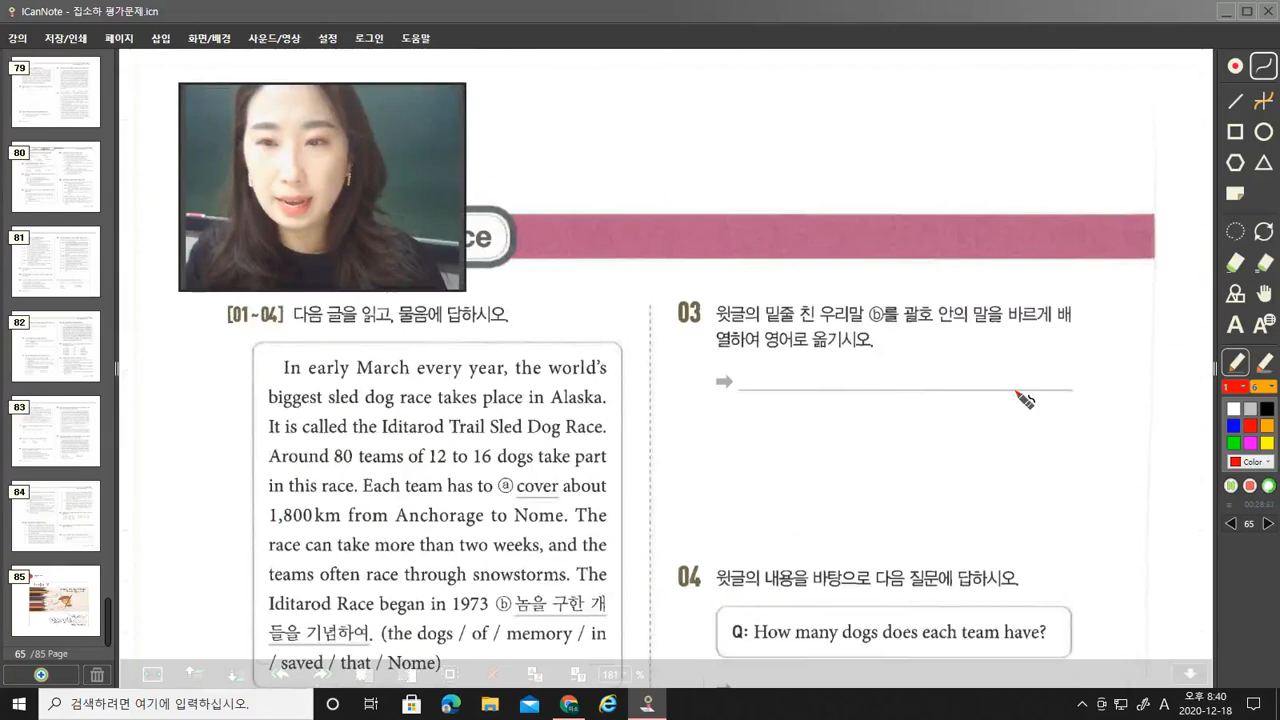 ICanNote - 집소하 평가문제.icn
강의 저장/인쇄 페이지 삽입 화면/배경 사운드/영상 설정 로그인 도움말
79
80
81
82
83
84
85
65 /85 Page
ce
[01~04] 다음 글을 읽고, 물음에 답하시오.
In early March every year, the world's
biggest sled dog race takes place in Alaska.
It is called the Iditarod Trail Sled Dog Race.
Around 80 teams of 12 to 16 dogs take part
in this race. Each team has to ⓐ cover about
1,800 km from Anchorage to Nome. The
race can take more than two weeks, and the
teams often race through snowstorms. The
Iditarod Race began in 1973 ⓑ 놈을 구한 개
들을 기념하여. (the dogs / of / memory / in
/ saved / that / Nome)
03 윗글의 밑줄 친 우리말 ⓑ를 괄호 안의 말을 바르게 배
열하여 영어로 옮기시오.
04 윗글의 내용을 바탕으로 다음 질문에 답하시오.
Q: How many dogs does each team have?
181 %
A
1 6
Color
00:28:51
65
검색하려면 여기에 입력하십시오.
A
오후 8:40
2020-12-18